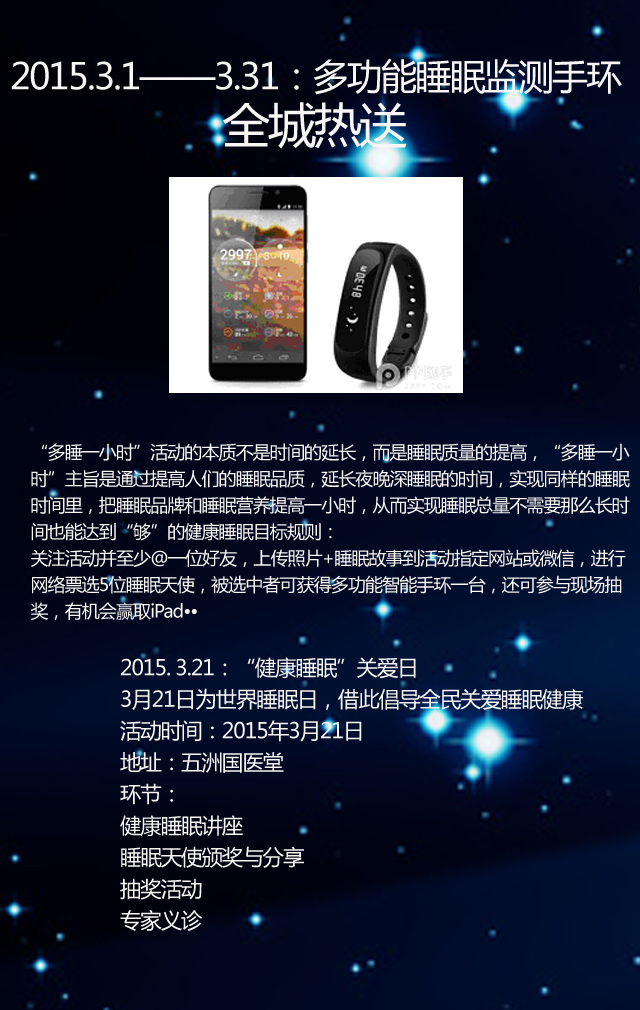 2015.3.1——3.31：多功能睡眠监测手环
全城热送
2997
8 10
8430m
“多睡一小时”活动的本质不是时间的延长，而是睡眠质量的提高，“多睡一小
时”主旨是通过提高人们的睡眠品质，延长夜晚深睡眠的时间，实现同样的睡眠
时间里，把睡眠品牌和睡眠营养提高一小时，从而实现睡眠总量不需要那么长时
间也能达到“够”的健康睡眠目标规则：
关注活动并至少@一位好友，上传照片+睡眠故事到活动指定网站或微信，进行
网络票选5位睡眠天使，被选中者可获得多功能智能手环一台，还可参与现场抽
奖，有机会赢取iPad••
2015. 3.21：“健康睡眠”关爱日
3月21日为世界睡眠日，借此倡导全民关爱睡眠健康
活动时间：2015年3月21日
地址：五洲国医堂
环节：
健康睡眠讲座
睡眠天使颁奖与分享
抽奖活动
专家义诊